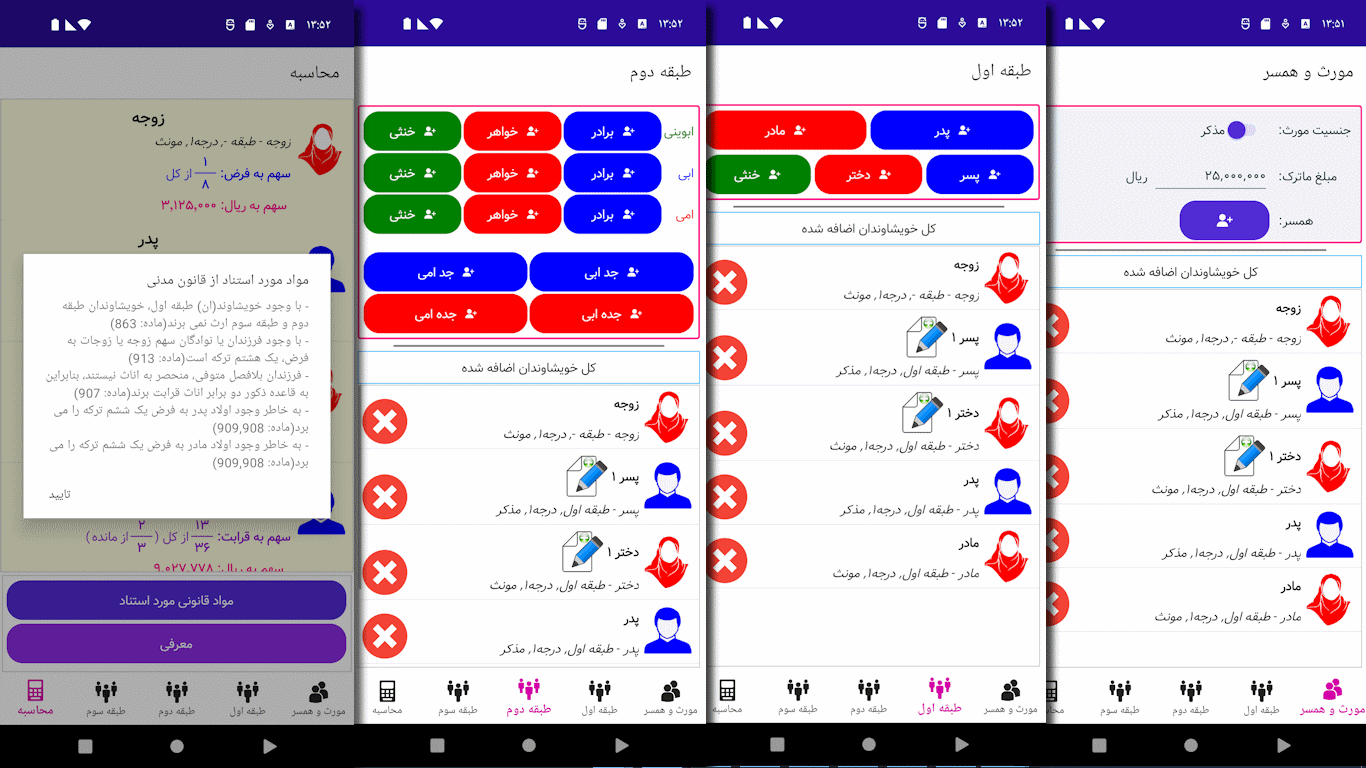 ۱۳:۵۱
مورث و همسر
جنسیت مورث: مذکر
مبلغ ماترک: ۲۵,۰۰۰,۰۰۰ ریال
همسر:
کل خویشاوندان اضافه شده
زوجه
زوجه - طبقه -, درجه۱, مونث
پسر ۱
پسر - طبقه اول, درجه۱, مذکر
دختر ۱
دختر - طبقه اول, درجه۱, مونث
پدر
پدر - طبقه اول, درجه۱, مذکر
مادر
مادر - طبقه اول, درجه۱, مونث
مورث و همسر
طبقه اول
طبقه دوم
طبقه سوم
محاسبه
۱۳:۵۲
طبقه اول
پدر
مادر
پسر
دختر
خنثی
کل خویشاوندان اضافه شده
زوجه
زوجه - طبقه -, درجه۱, مونث
پسر ۱
پسر - طبقه اول, درجه۱, مذکر
دختر ۱
دختر - طبقه اول, درجه۱, مونث
پدر
پدر - طبقه اول, درجه۱, مذکر
مادر
مادر - طبقه اول, درجه۱, مونث
مورث و همسر
طبقه اول
طبقه دوم
طبقه سوم
محاسبه
۱۳:۵۲
طبقه دوم
ابوینی برادر خواهر خنثی
ابی برادر خواهر خنثی
امی برادر خواهر خنثی
جد ابی
جد امی
جده ابی
جده امی
کل خویشاوندان اضافه شده
زوجه
زوجه - طبقه -, درجه۱, مونث
پسر ۱
پسر - طبقه اول, درجه۱, مذکر
دختر ۱
دختر - طبقه اول, درجه۱, مونث
پدر
پدر - طبقه اول, درجه۱, مذکر
مورث و همسر
طبقه اول
طبقه دوم
طبقه سوم
محاسبه
۱۳:۵۲
محاسبه
زوجه
زوجه - طبقه -, درجه۱, مونث
سهم به فرض: ۱/۸ از کل
سهم به ریال: ۳,۱۲۵,۰۰۰
پدر
مواد مورد استناد از قانون مدنی
- با وجود خویشاوند(ان) طبقه اول، خویشاوندان طبقه
دوم و طبقه سوم ارث نمی برند(ماده: 863)
- با وجود فرزندان یا نوادگان سهم زوجه یا زوجات به
فرض، یک هشتم ترکه است(ماده: 913)
- فرزندان بلافصل متوفی، منحصر به اناث نیستند، بنابراین
به قاعده ذکور دو برابر اناث قرابت برند(ماده: 907)
- به خاطر وجود اولاد پدر به فرض یک ششم ترکه را می
برد(ماده: 909,908)
- به خاطر وجود اولاد مادر به فرض یک ششم ترکه را می
برد(ماده: 909,908)
تایید
سهم به قرابت: ۱۳/۳۶ از کل ( ۲/۳ از مانده )
سهم به ریال: ۹,۰۲۷,۷۷۸
مواد قانونی مورد استناد
معرفی
مورث و همسر
طبقه اول
طبقه دوم
طبقه سوم
محاسبه